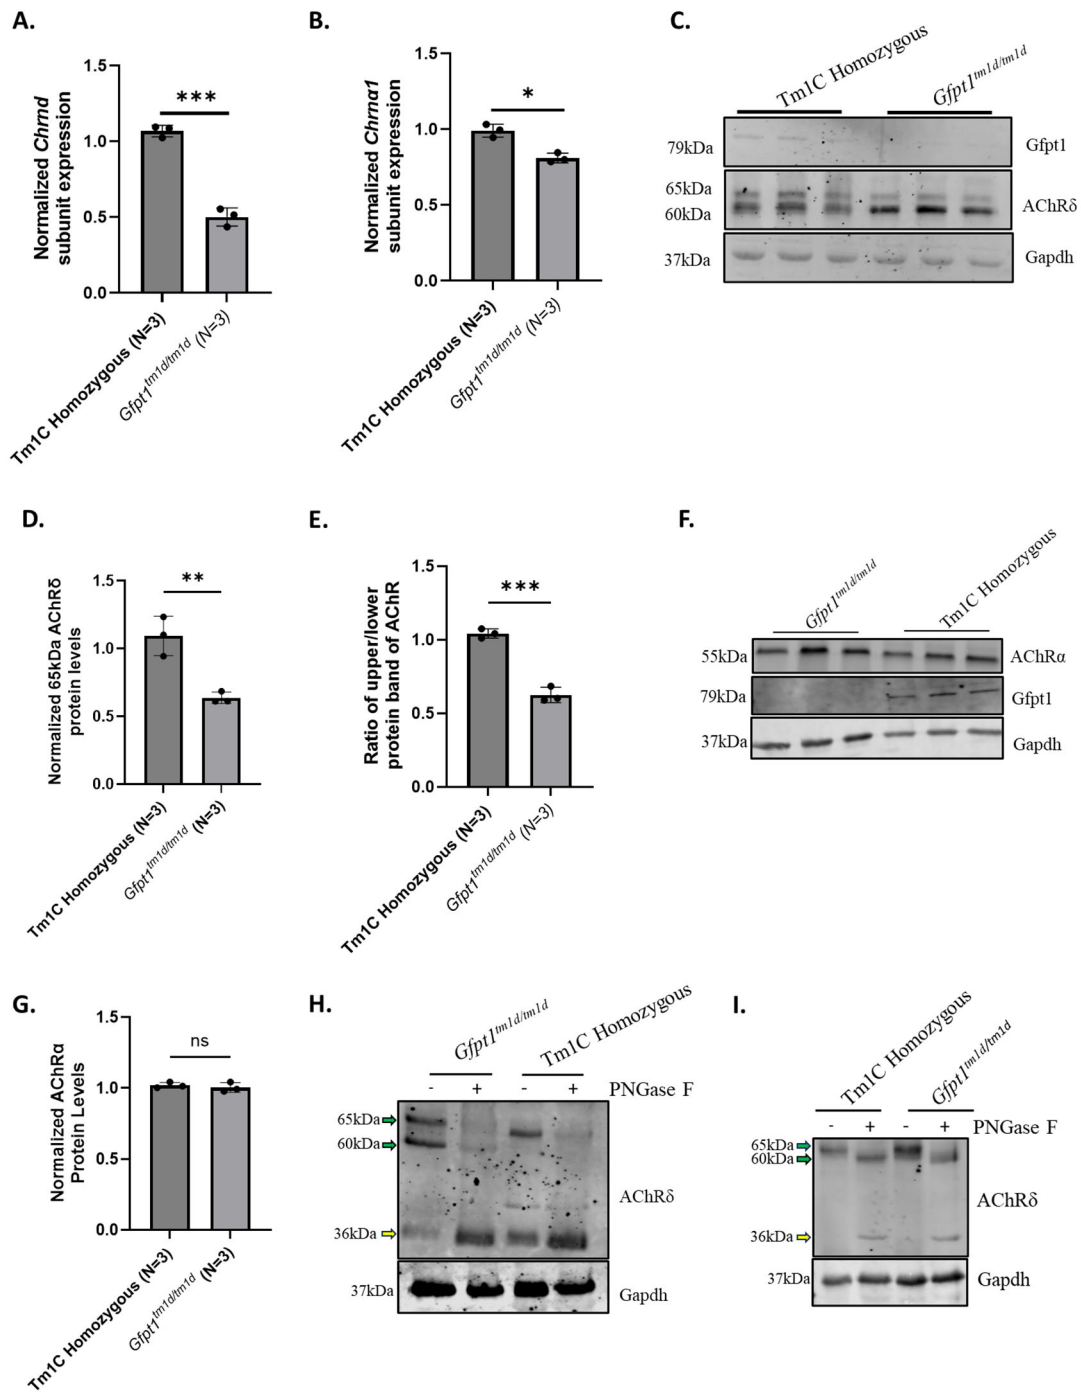 A.
Normalized Chrnd
subunit expression
1.5
1.0
0.5
0.0
***
Tm1C Homozygous (N=3)
Gfpt1tm1d/tm1d (N=3)
B.
Normalized Chrnα1
subunit expression
1.5
1.0
0.5
0.0
*
Tm1C Homozygous (N=3)
Gfpt1tm1d/tm1d (N=3)
C.
Tm1C Homozygous
Gfpt1tm1d/tm1d
79kDa
Gfpt1
65kDa
60kDa
AChRδ
37kDa
Gapdh
D.
Normalized 65kDa AChRδ
protein levels
1.5
1.0
0.5
0.0
**
Tm1C Homozygous (N=3)
Gfpt1tm1d/tm1d (N=3)
E.
Ratio of upper/lower
protein band of AChR
1.5
1.0
0.5
0.0
***
Tm1C Homozygous (N=3)
Gfpt1tm1d/tm1d (N=3)
F.
Gfpt1tm1d/tm1d
Tm1C Homozygous
55kDa
AChRα
79kDa
Gfpt1
37kDa
Gapdh
G.
Normalized AChRα
Protein Levels
1.5
1.0
0.5
0.0
ns
Tm1C Homozygous (N=3)
Gfpt1tm1d/tm1d (N=3)
H.
Gfpt1tm1d/tm1d
Tm1C Homozygous
- + - + PNGase F
65kDa
60kDa
AChRδ
36kDa
37kDa
Gapdh
I.
Tm1C Homozygous
Gfpt1tm1d/tm1d
- + - + PNGase F
65kDa
60kDa
AChRδ
36kDa
37kDa
Gapdh